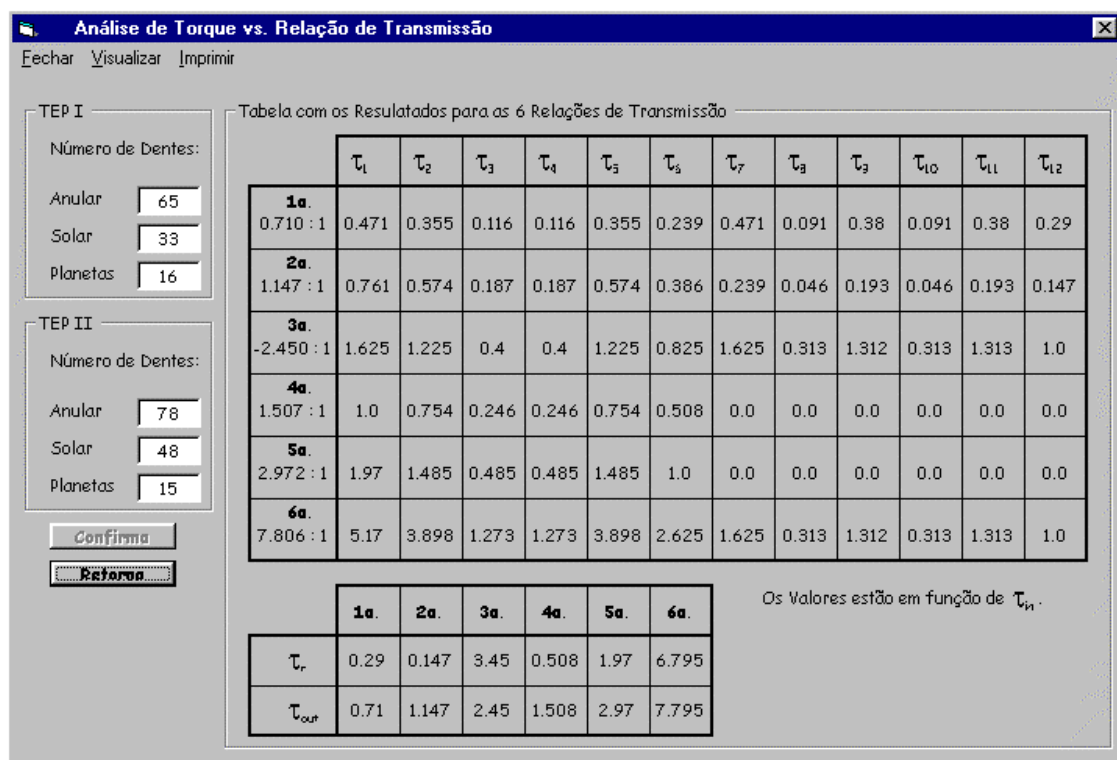 Análise de Torque vs. Relação de Transmissão
Fechar Visualizar Imprimir
TEP I
Número de Dentes:
Anular 65
Solar 33
Planetas 16
TEP II
Número de Dentes:
Anular 78
Solar 48
Planetas 15
Confirma
Retorno
Tabela com os Resulatados para as 6 Relações de Transmissão
τ1 τ2 τ3 τ4 τ5 τ6 τ7 τ8 τ9 τ10 τ11 τ12
1a.
0.710 : 1 0.471 0.355 0.116 0.116 0.355 0.239 0.471 0.091 0.38 0.091 0.38 0.29
2a.
1.147 : 1 0.761 0.574 0.187 0.187 0.574 0.386 0.239 0.046 0.193 0.046 0.193 0.147
3a.
-2.450 : 1 1.625 1.225 0.4 0.4 1.225 0.825 1.625 0.313 1.312 0.313 1.313 1.0
4a.
1.507 : 1 1.0 0.754 0.246 0.246 0.754 0.508 0.0 0.0 0.0 0.0 0.0 0.0
5a.
2.972 : 1 1.97 1.485 0.485 0.485 1.485 1.0 0.0 0.0 0.0 0.0 0.0 0.0
6a.
7.806 : 1 5.17 3.898 1.273 1.273 3.898 2.625 1.625 0.313 1.312 0.313 1.313 1.0
1a. 2a. 3a. 4a. 5a. 6a.
τr 0.29 0.147 3.45 0.508 1.97 6.795
τout 0.71 1.147 2.45 1.508 2.97 7.795
Os Valores estão em função de τin.